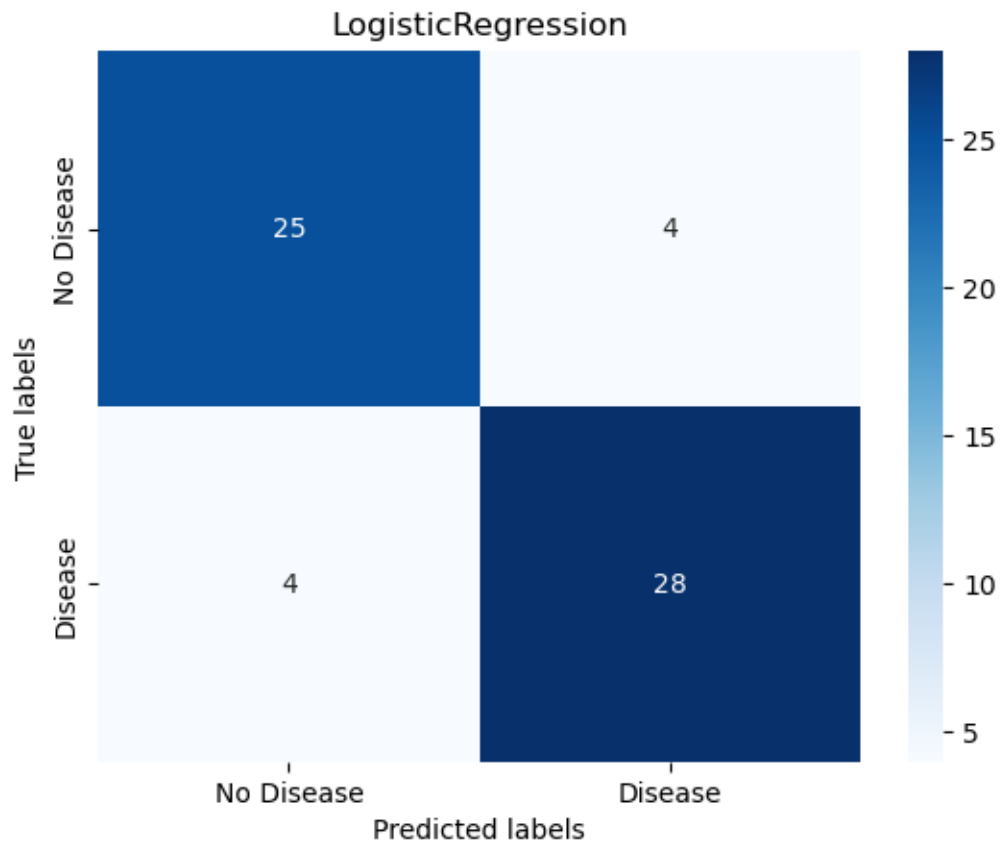 LogisticRegression
No Disease
25
4
Disease
4
28
True labels
No Disease
Disease
Predicted labels
25
20
15
10
5